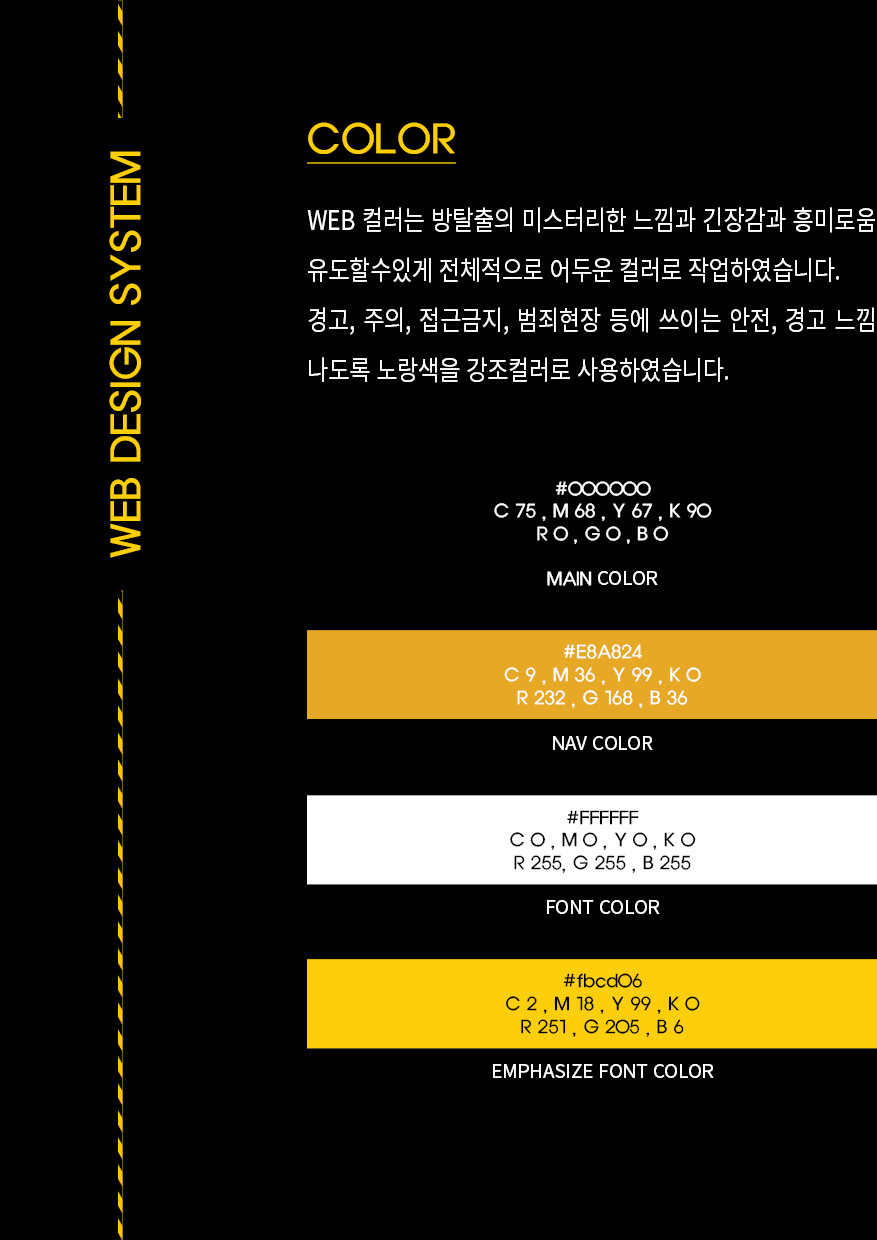 WEB DESIGN SYSTEM
COLOR
WEB 컬러는 방탈출의 미스터리한 느낌과 긴장감과 흥미로움
유도할수있게 전체적으로 어두운 컬러로 작업하였습니다.
경고, 주의, 접근금지, 범죄현장 등에 쓰이는 안전, 경고 느낌
나도록 노랑색을 강조컬러로 사용하였습니다.
#000000
C 75 , M 68 , Y 67 , K 90
R 0 , G 0 , B 0
MAIN COLOR
#E8A824
C 9 , M 36 , Y 99 , K 0
R 232 , G 168 , B 36
NAV COLOR
#FFFFFF
C 0 , M 0 , Y 0 , K 0
R 255, G 255 , B 255
FONT COLOR
#fbcd06
C 2 , M 18 , Y 99 , K 0
R 251 , G 205 , B 6
EMPHASIZE FONT COLOR